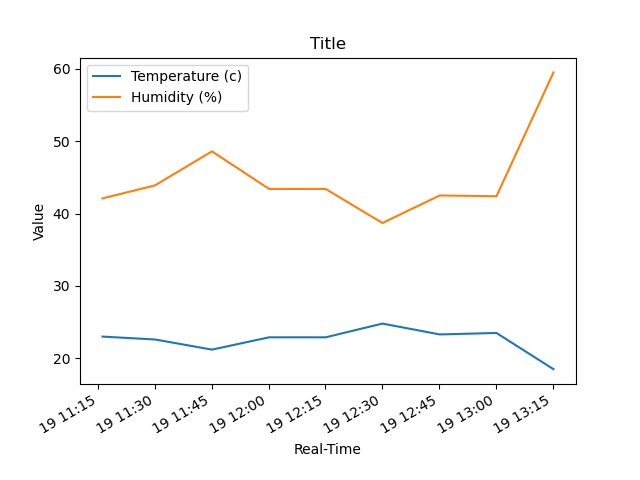 Title
Temperature (c)
Humidity (%)
60
50
40
30
20
Value
19 11:15
19 11:30
19 11:45
19 12:00
19 12:15
19 12:30
19 12:45
19 13:00
19 13:15
Real-Time